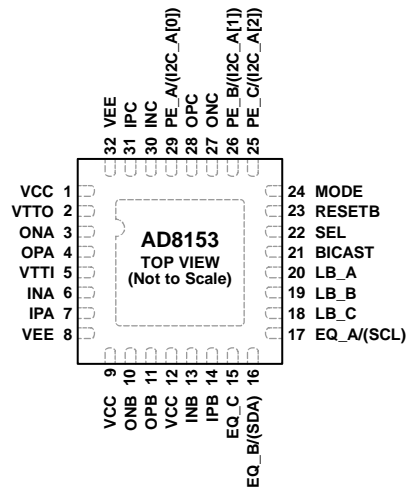 32 VEE
31 IPC
30 INC
29 PE_A/(I2C_A[0])
28 OPC
27 ONC
26 PE_B/(I2C_A[1])
25 PE_C/(I2C_A[2])
VCC 1
VTTO 2
ONA 3
OPA 4
VTTI 5
INA 6
IPA 7
VEE 8
AD8153
TOP VIEW
(Not to Scale)
24 MODE
23 RESETB
22 SEL
21 BICAST
20 LB_A
19 LB_B
18 LB_C
17 EQ_A/(SCL)
VCC 9
ONB 10
OPB 11
VCC 12
INB 13
IPB 14
EQ_C 15
EQ_B/(SDA) 16